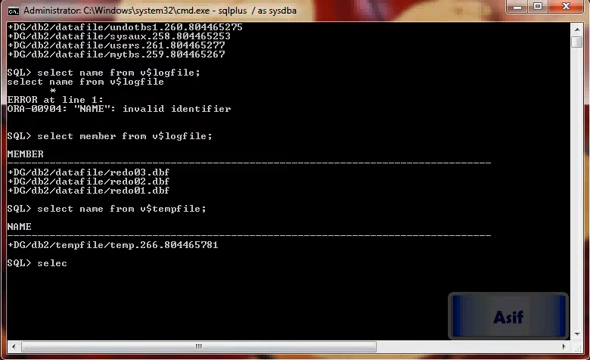 Administrator: C:\Windows\system32\cmd.exe - sqlplus / as sysdba
+DG/db2/datafile/undotbs1.260.804465275
+DG/db2/datafile/sysaux.258.804465253
+DG/db2/datafile/users.261.804465277
+DG/db2/datafile/mytbs.259.804465267
SQL> select name from v$logfile;
select name from v$logfile
*
ERROR at line 1:
ORA-00904: "NAME": invalid identifier
SQL> select member from v$logfile;
MEMBER
--------------------------------------------------------------------------------
+DG/db2/datafile/redo03.dbf
+DG/db2/datafile/redo02.dbf
+DG/db2/datafile/redo01.dbf
SQL> select name from v$tempfile;
NAME
--------------------------------------------------------------------------------
+DG/db2/tempfile/temp.266.804465781
SQL> selec
Asif